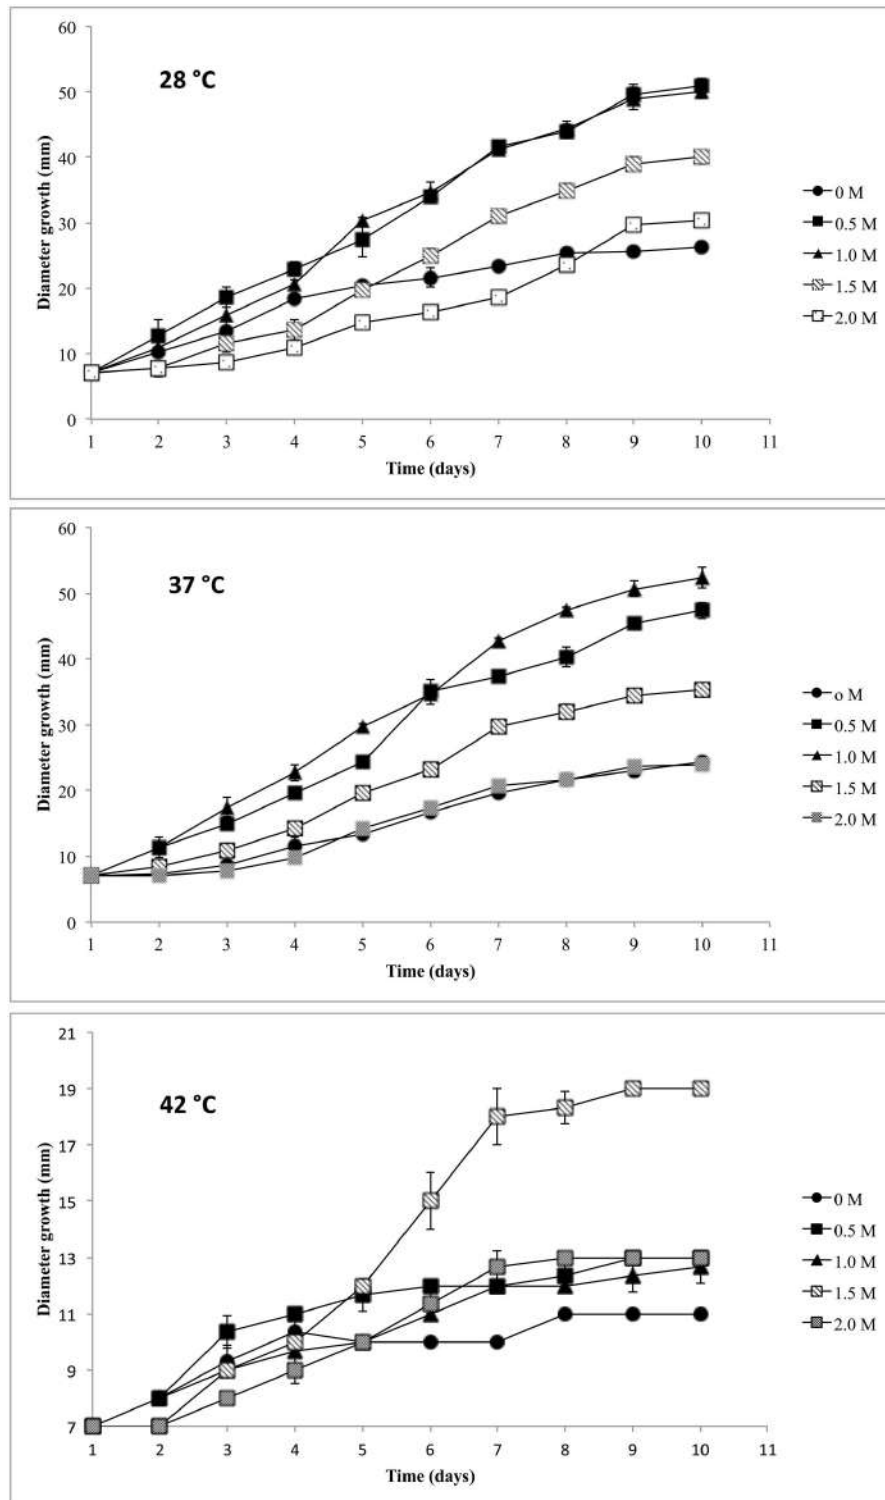 60
50
40
30
20
10
0
Diameter growth (mm)
28 °C
1 2 3 4 5 6 7 8 9 10 11
Time (days)
0 M
0.5 M
1.0 M
1.5 M
2.0 M
60
50
40
30
20
10
0
Diameter growth (mm)
37 °C
1 2 3 4 5 6 7 8 9 10 11
Time (days)
o M
0.5 M
1.0 M
1.5 M
2.0 M
21
19
17
15
13
11
9
7
Diameter growth (mm)
42 °C
1 2 3 4 5 6 7 8 9 10 11
Time (days)
0 M
0.5 M
1.0 M
1.5 M
2.0 M